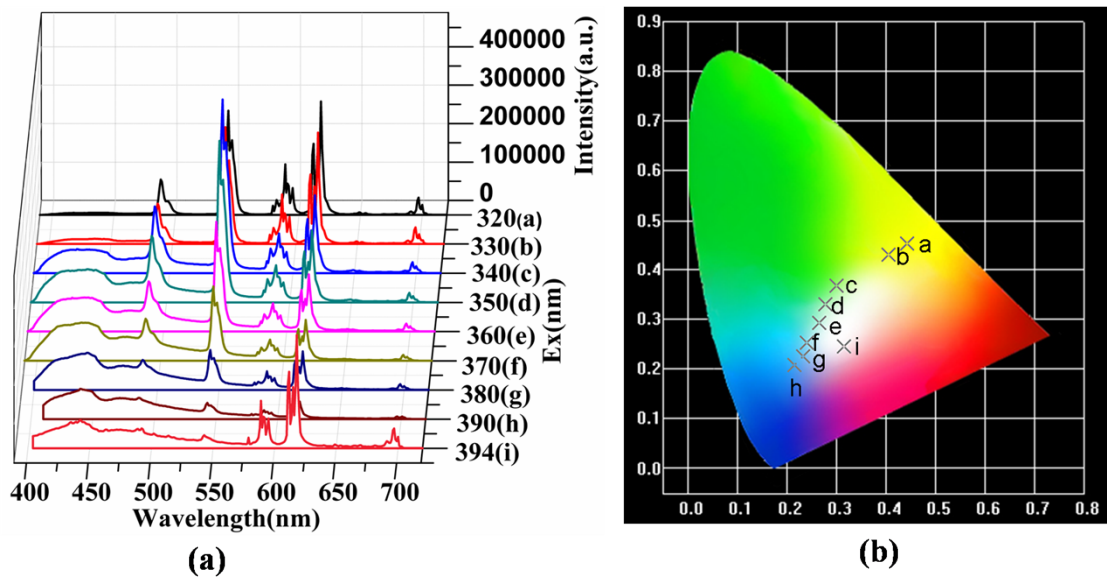 400000
300000
200000
100000
0
Intensity(a.u.)
320(a)
330(b)
340(c)
350(d)
360(e)
370(f)
380(g)
390(h)
394(i)
Ex(nm)
400 450 500 550 600 650 700
Wavelength(nm)
(a)
0.9
0.8
0.7
0.6
0.5
0.4
0.3
0.2
0.1
0.0
a
b
c
d
e
f
i
g
h
0.0 0.1 0.2 0.3 0.4 0.5 0.6 0.7 0.8
(b)